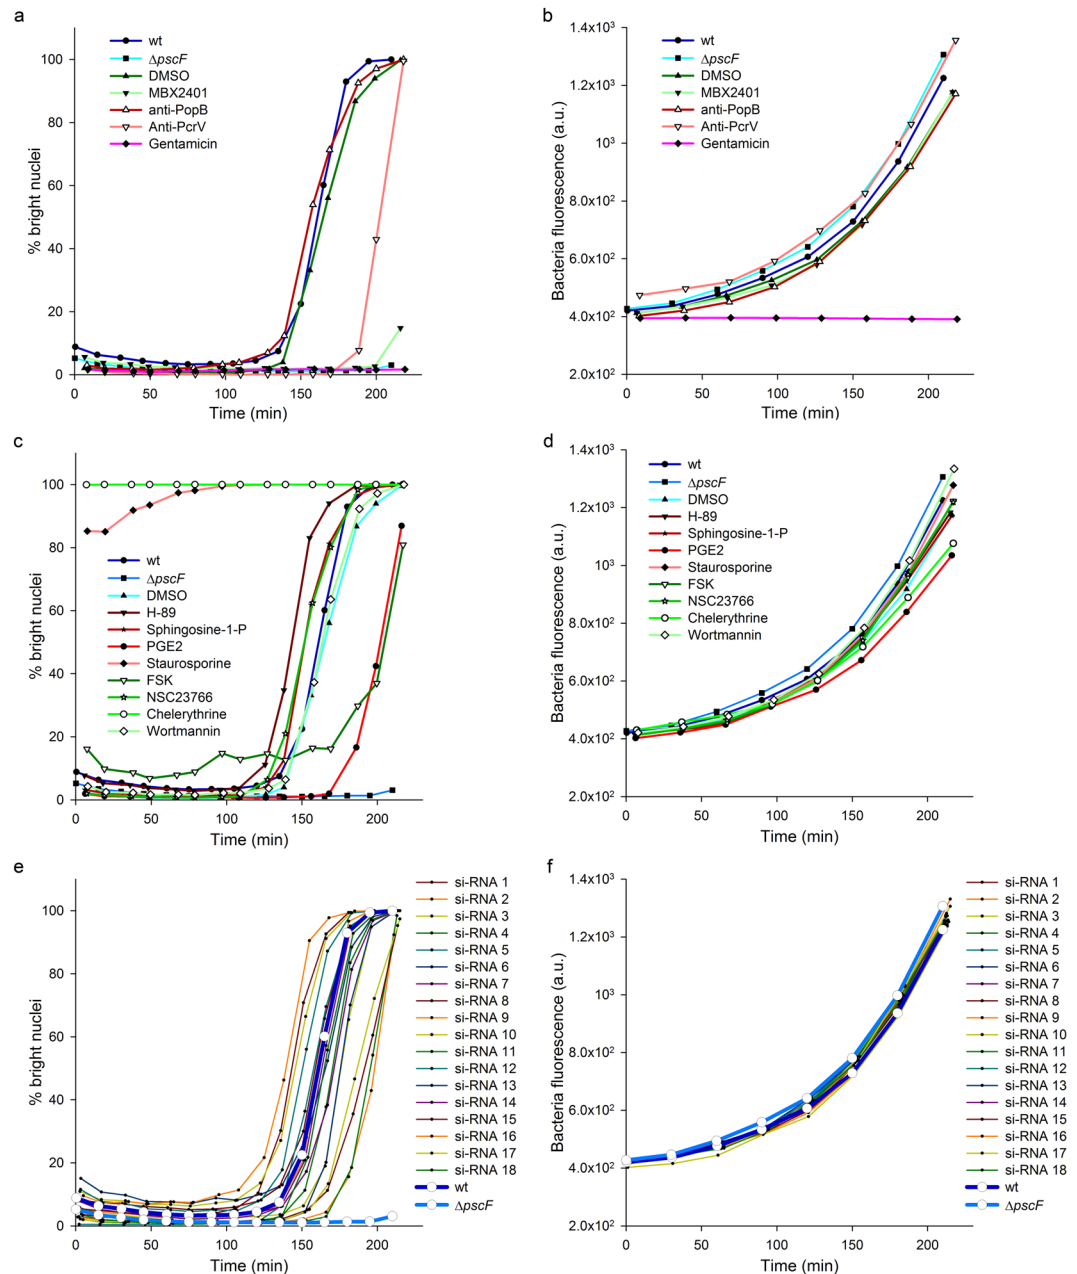 a
% bright nuclei
100
80
60
40
20
0
0
50
100
150
200
Time (min)
wt
ΔpscF
DMSO
MBX2401
anti-PopB
Anti-PcrV
Gentamicin
b
Bacteria fluorescence (a.u.)
1.4x10³
1.2x10³
10³
8.0x10²
6.0x10²
4.0x10²
2.0x10²
0
50
100
150
200
Time (min)
wt
ΔpscF
DMSO
MBX2401
anti-PopB
Anti-PcrV
Gentamicin
c
% bright nuclei
100
80
60
40
20
0
0
50
100
150
200
Time (min)
wt
ΔpscF
DMSO
H-89
Sphingosine-1-P
PGE2
Staurosporine
FSK
NSC23766
Chelerythrine
Wortmannin
d
Bacteria fluorescence (a.u.)
1.4x10³
1.2x10³
10³
8.0x10²
6.0x10²
4.0x10²
2.0x10²
0
50
100
150
200
Time (min)
wt
ΔpscF
DMSO
H-89
Sphingosine-1-P
PGE2
Staurosporine
FSK
NSC23766
Chelerythrine
Wortmannin
e
% bright nuclei
100
80
60
40
20
0
0
50
100
150
200
Time (min)
si-RNA 1
si-RNA 2
si-RNA 3
si-RNA 4
si-RNA 5
si-RNA 6
si-RNA 7
si-RNA 8
si-RNA 9
si-RNA 10
si-RNA 11
si-RNA 12
si-RNA 13
si-RNA 14
si-RNA 15
si-RNA 16
si-RNA 17
si-RNA 18
wt
ΔpscF
f
Bacteria fluorescence (a.u.)
1.4x10³
1.2x10³
10³
8.0x10²
6.0x10²
4.0x10²
2.0x10²
0
50
100
150
200
Time (min)
si-RNA 1
si-RNA 2
si-RNA 3
si-RNA 4
si-RNA 5
si-RNA 6
si-RNA 7
si-RNA 8
si-RNA 9
si-RNA 10
si-RNA 11
si-RNA 12
si-RNA 13
si-RNA 14
si-RNA 15
si-RNA 16
si-RNA 17
si-RNA 18
wt
ΔpscF